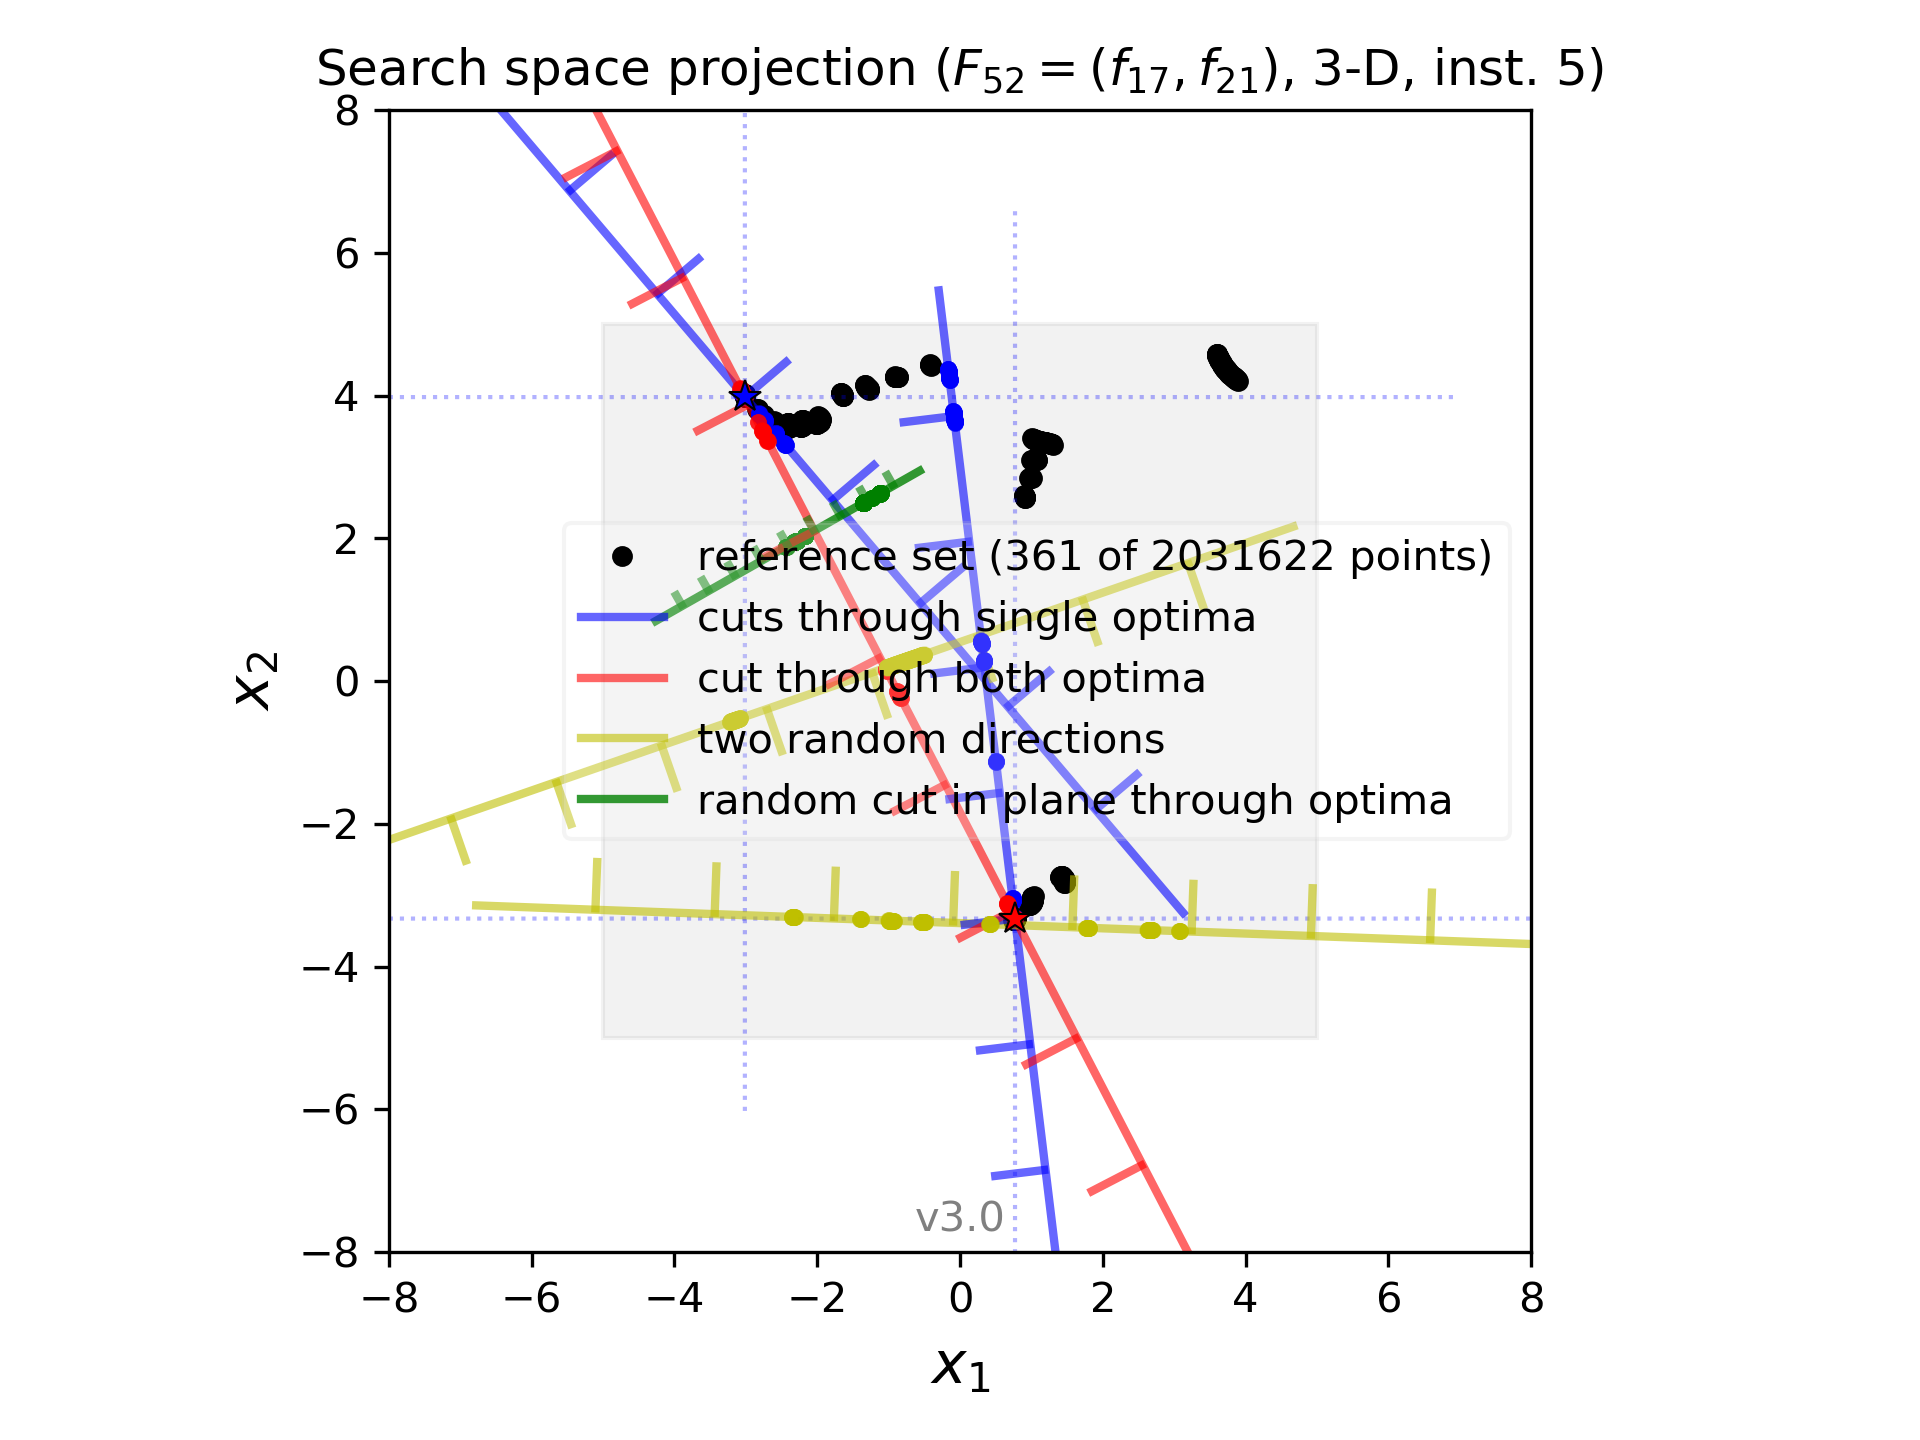 Search space projection (F₅₂ = (f₁₇, f₂₁), 3-D, inst. 5)
8
6
4
2
0
−2
−4
−6
−8
x₂
reference set (361 of 2031622 points)
cuts through single optima
cut through both optima
two random directions
random cut in plane through optima
v3.0
−8 −6 −4 −2 0 2 4 6 8
x₁